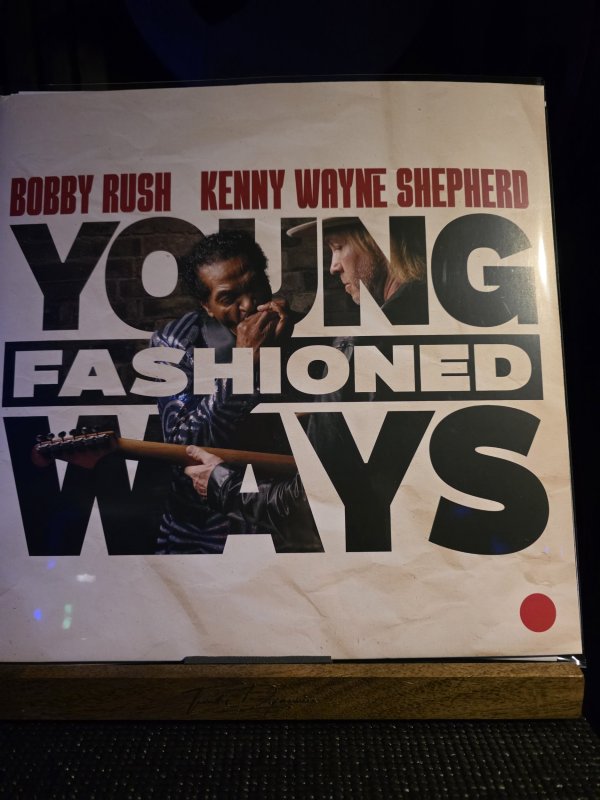 BOBBY RUSH KENNY WAYNE SHEPHERD
YOUNG
FASHIONED
WAYS